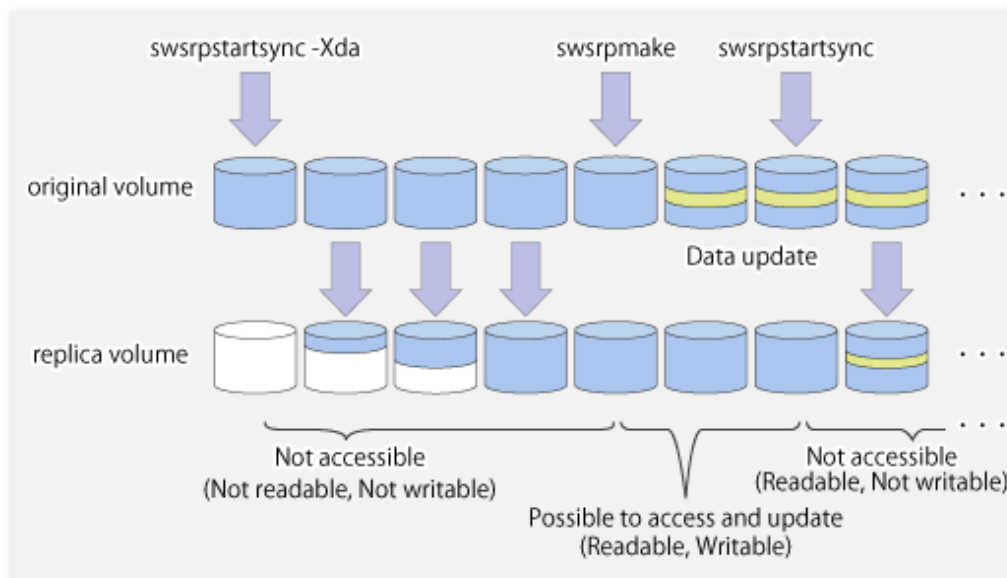 swsrpstartsync -Xda
swsrpmake
swsrpstartsync
original volume
. . .
Data update
replica volume
. . .
. . .
Not accessible
(Not readable, Not writable)
Not accessible
(Readable, Not writable)
Possible to access and update
(Readable, Writable)